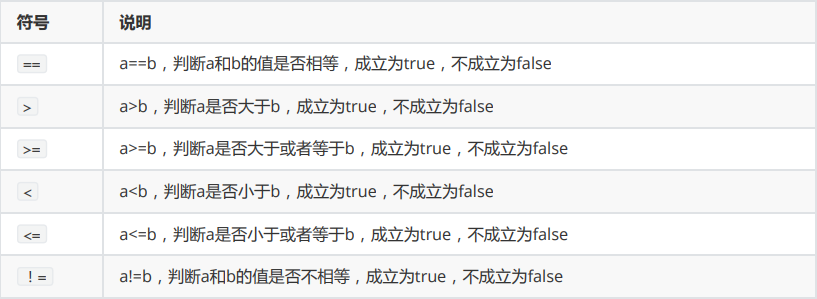 符号 说明
== a==b，判断a和b的值是否相等，成立为true，不成立为false
> a>b，判断a是否大于b，成立为true，不成立为false
>= a>=b，判断a是否大于或者等于b，成立为true，不成立为false
< a<b，判断a是否小于b，成立为true，不成立为false
<= a<=b，判断a是否小于或者等于b，成立为true，不成立为false
！= a!=b，判断a和b的值是否不相等，成立为true，不成立为false